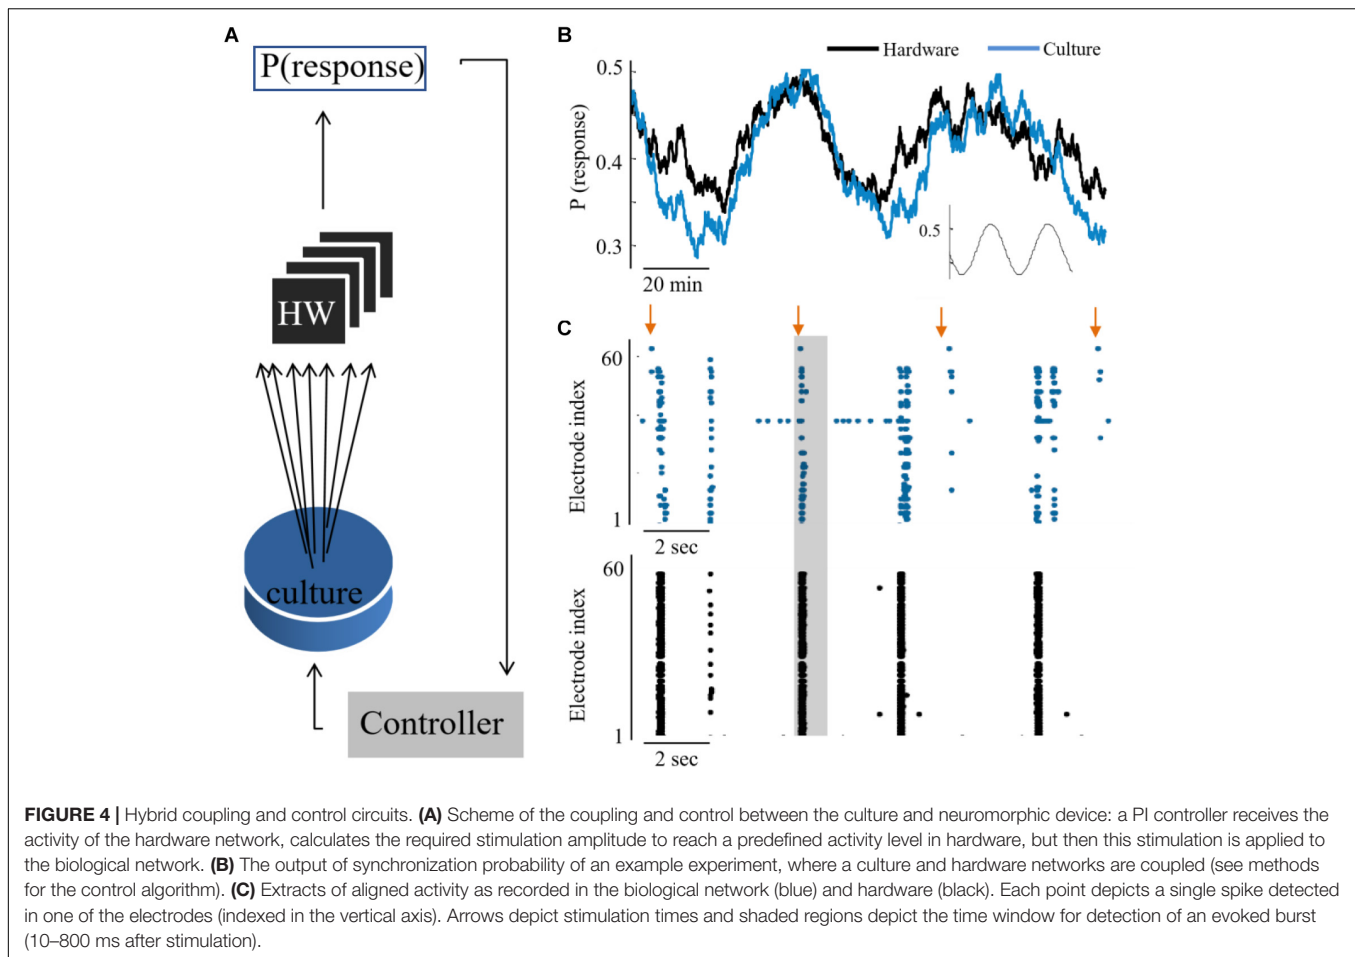 A
P(response)
HW
culture
Controller
B
Hardware
Culture
0.5
0.4
0.3
P (response)
20 min
0.5
C
60
Electrode index
1
2 sec
60
Electrode index
1
2 sec
FIGURE 4 | Hybrid coupling and control circuits. (A) Scheme of the coupling and control between the culture and neuromorphic device: a PI controller receives the
activity of the hardware network, calculates the required stimulation amplitude to reach a predefined activity level in hardware, but then this stimulation is applied to
the biological network. (B) The output of synchronization probability of an example experiment, where a culture and hardware networks are coupled (see methods
for the control algorithm). (C) Extracts of aligned activity as recorded in the biological network (blue) and hardware (black). Each point depicts a single spike detected
in one of the electrodes (indexed in the vertical axis). Arrows depict stimulation times and shaded regions depict the time window for detection of an evoked burst
(10–800 ms after stimulation).